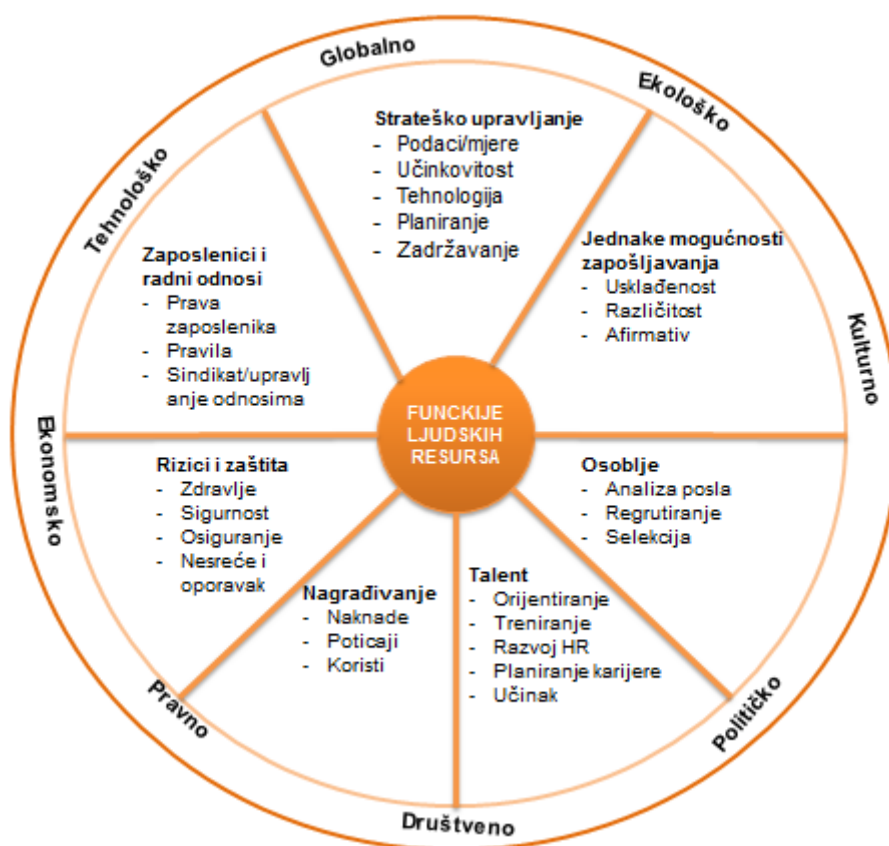 Globalno
Ekološko
Kulturno
Političko
Društveno
Pravno
Ekonomsko
Tehnološko
Strateško upravljanje
- Podaci/mjere
- Učinkovitost
- Tehnologija
- Planiranje
- Zadržavanje
Jednake mogućnosti
zapošljavanja
- Usklađenost
- Različitost
- Afirmativ
Osoblje
- Analiza posla
- Regrutiranje
- Selekcija
Talent
- Orijentiranje
- Treniranje
- Razvoj HR
- Planiranje karijere
- Učinak
Nagrađivanje
- Naknade
- Poticaji
- Koristi
Rizici i zaštita
- Zdravlje
- Sigurnost
- Osiguranje
- Nesreće i
oporavak
Zaposlenici i
radni odnosi
- Prava
zaposlenika
- Pravila
- Sindikat/upravlj
anje odnosima
FUNCKIJE
LJUDSKIH
RESURSA